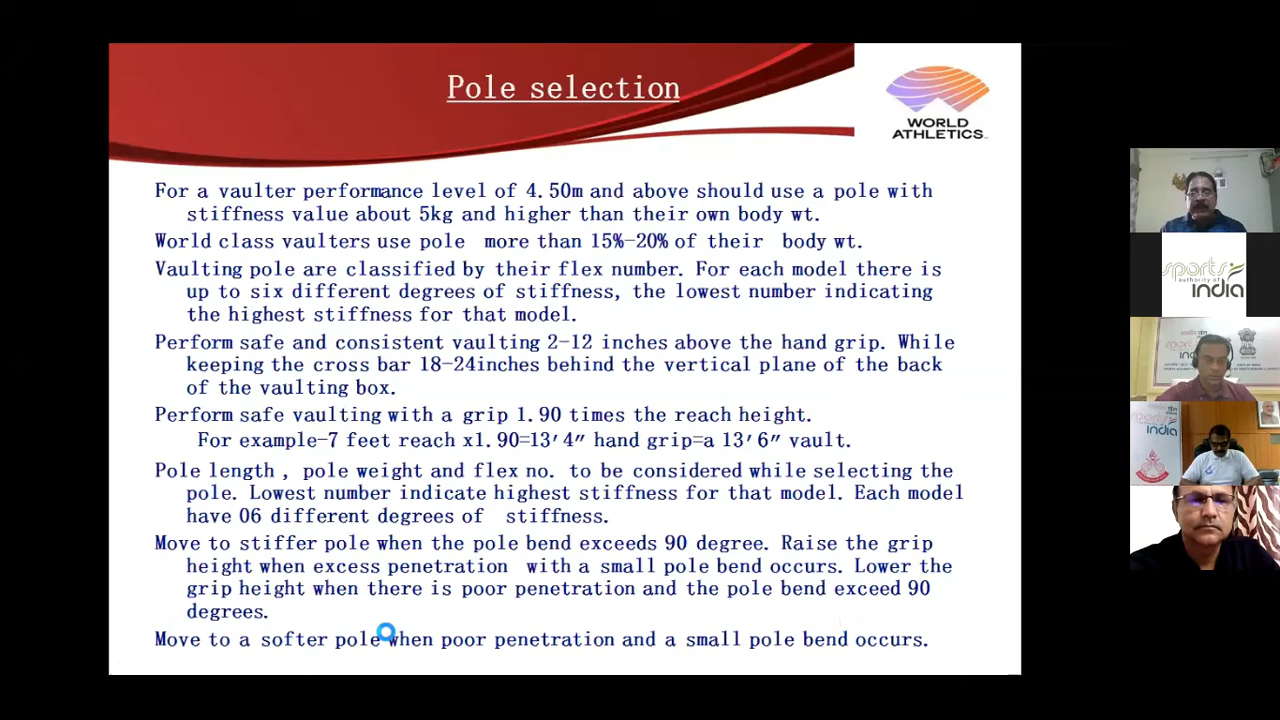 Pole selection
WORLD
ATHLETICS
For a vaulter performance level of 4.50m and above should use a pole with
stiffness value about 5kg and higher than their own body wt.
World class vaulters use pole more than 15%-20% of their body wt.
Vaulting pole are classified by their flex number. For each model there is
up to six different degrees of stiffness, the lowest number indicating
the highest stiffness for that model.
Perform safe and consistent vaulting 2-12 inches above the hand grip. While
keeping the cross bar 18-24inches behind the vertical plane of the back
of the vaulting box.
Perform safe vaulting with a grip 1.90 times the reach height.
For example-7 feet reach x1.90=13'4" hand grip=a 13'6" vault.
Pole length , pole weight and flex no. to be considered while selecting the
pole. Lowest number indicate highest stiffness for that model. Each model
have 06 different degrees of stiffness.
Move to stiffer pole when the pole bend exceeds 90 degree. Raise the grip
height when excess penetration with a small pole bend occurs. Lower the
grip height when there is poor penetration and the pole bend exceed 90
degrees.
Move to a softer pole when poor penetration and a small pole bend occurs.
sports
authority of
india